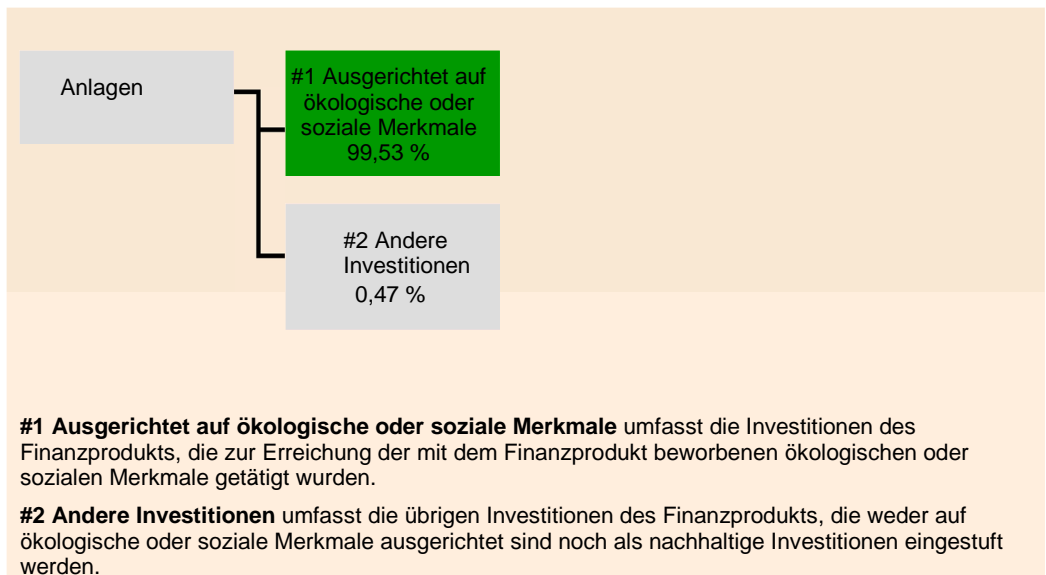 Anlagen
#1 Ausgerichtet auf
ökologische oder
soziale Merkmale
99,53 %
#2 Andere
Investitionen
0,47 %
#1 Ausgerichtet auf ökologische oder soziale Merkmale umfasst die Investitionen des
Finanzprodukts, die zur Erreichung der mit dem Finanzprodukt beworbenen ökologischen oder
sozialen Merkmale getätigt wurden.
#2 Andere Investitionen umfasst die übrigen Investitionen des Finanzprodukts, die weder auf
ökologische oder soziale Merkmale ausgerichtet sind noch als nachhaltige Investitionen eingestuft
werden.